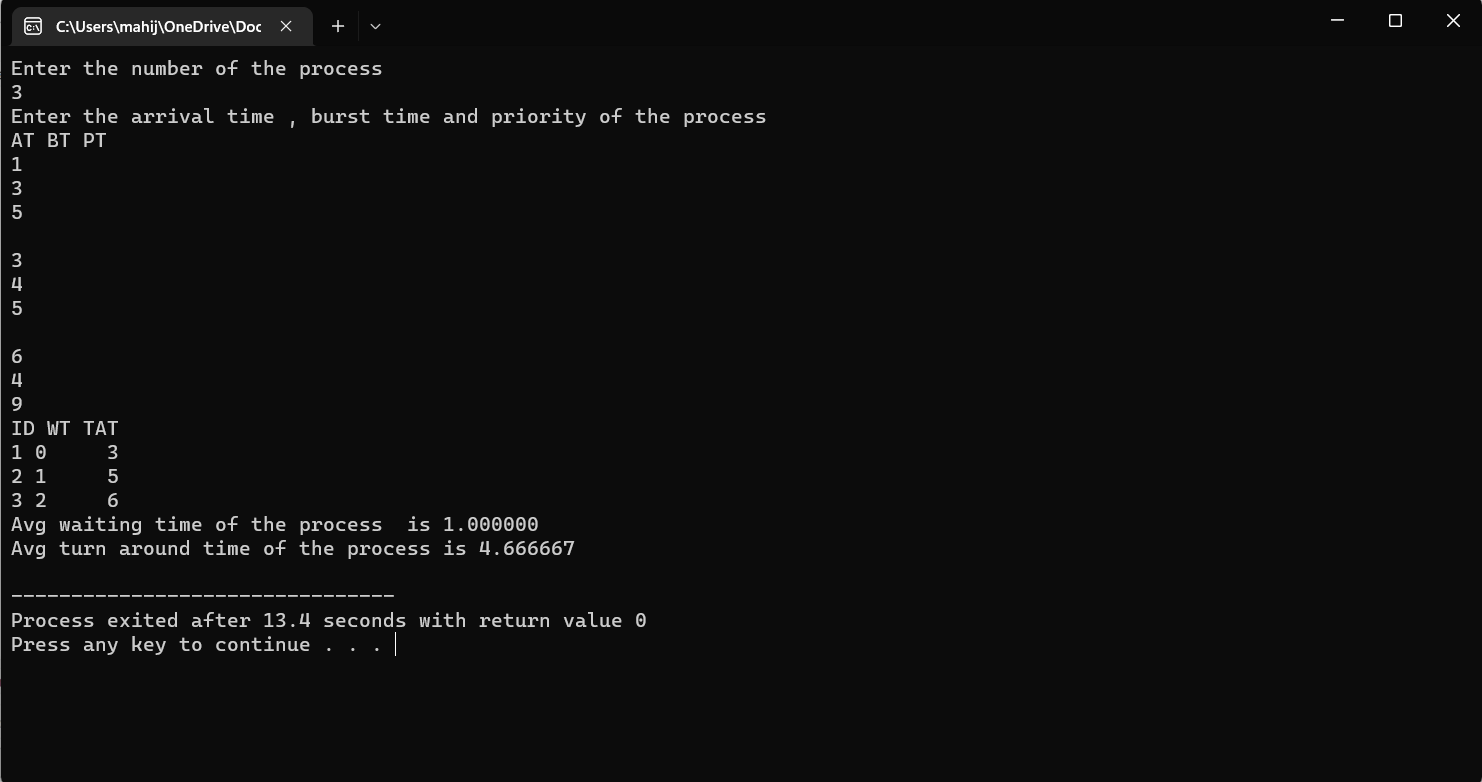 C:\Users\mahij\OneDrive\Doc
Enter the number of the process
3
Enter the arrival time , burst time and priority of the process
AT BT PT
1
3
5
3
4
5
6
4
9
ID WT TAT
1 0     3
2 1     5
3 2     6
Avg waiting time of the process  is 1.000000
Avg turn around time of the process is 4.666667
--------------------------------
Process exited after 13.4 seconds with return value 0
Press any key to continue . . .